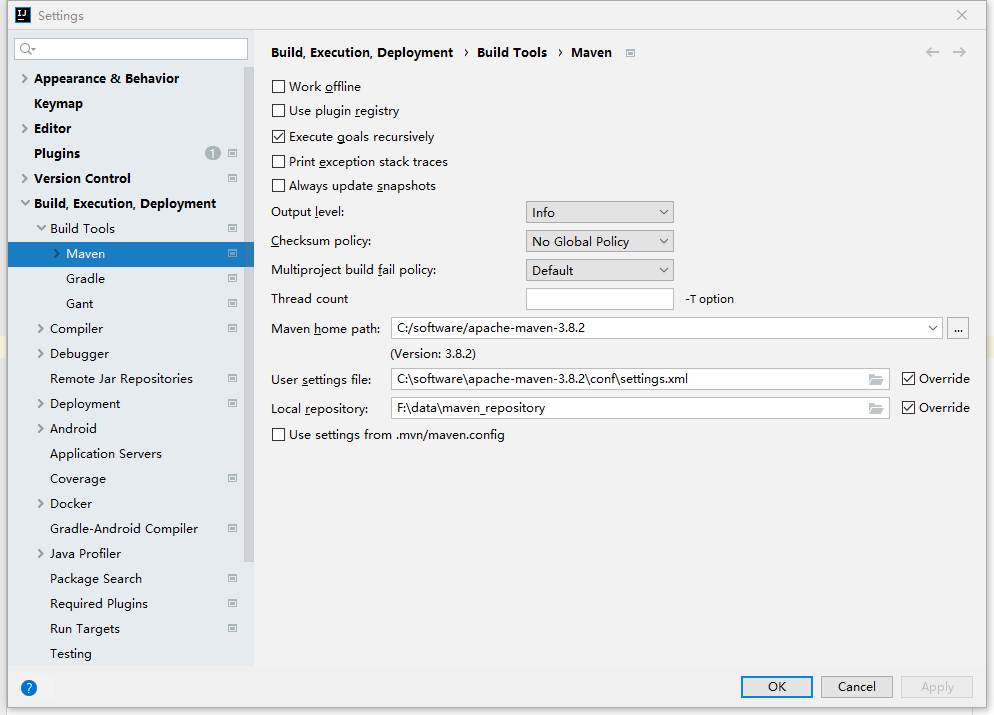 Settings
Appearance & Behavior
Keymap
Editor
Plugins 1
Version Control
Build, Execution, Deployment
Build Tools
Maven
Gradle
Gant
Compiler
Debugger
Remote Jar Repositories
Deployment
Android
Application Servers
Coverage
Docker
Gradle-Android Compiler
Java Profiler
Package Search
Required Plugins
Run Targets
Testing
Build, Execution, Deployment › Build Tools › Maven
Work offline
Use plugin registry
Execute goals recursively
Print exception stack traces
Always update snapshots
Output level: Info
Checksum policy: No Global Policy
Multiproject build fail policy: Default
Thread count -T option
Maven home path: C:/software/apache-maven-3.8.2 ...
(Version: 3.8.2)
User settings file: C:\software\apache-maven-3.8.2\conf\settings.xml Override
Local repository: F:\data\maven_repository Override
Use settings from .mvn/maven.config
? OK Cancel Apply